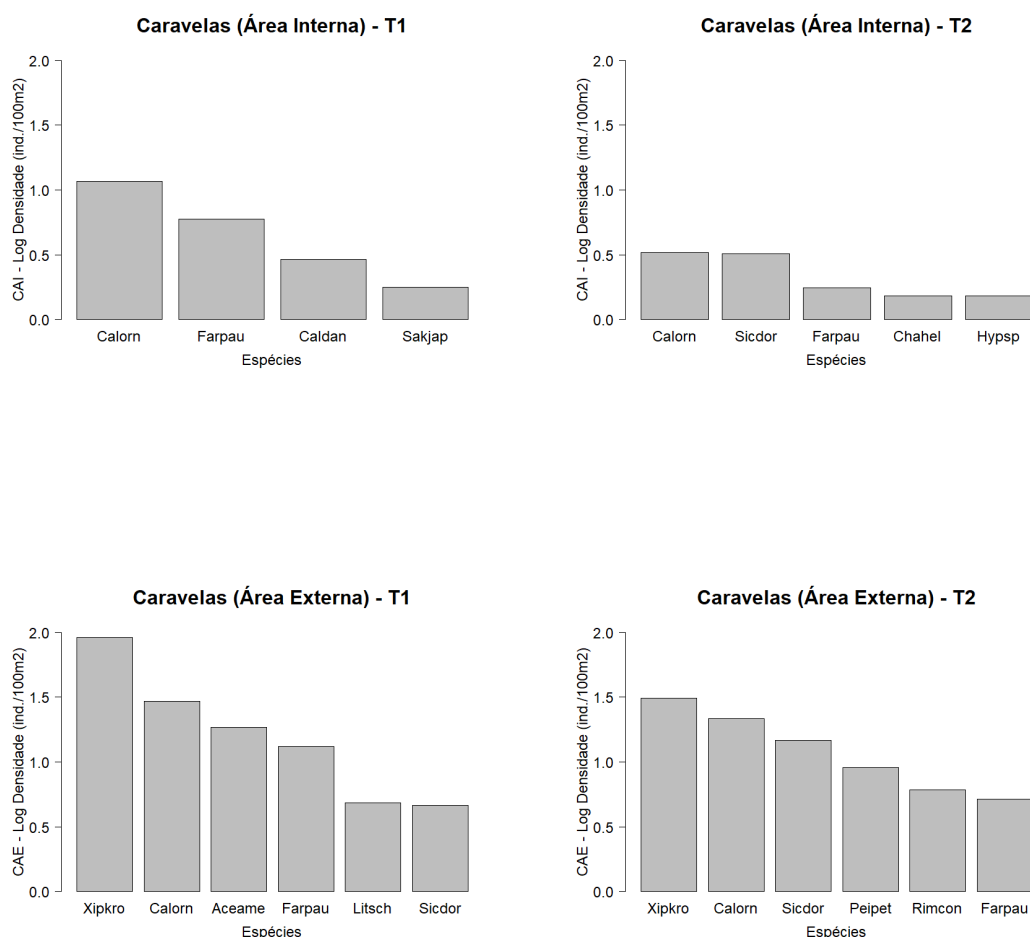 Caravelas (Área Interna) - T1
CAI - Log Densidade (ind./100m2)
2.0
1.5
1.0
0.5
0.0
Calorn Farpau Caldan Sakjap
Espécies
Caravelas (Área Interna) - T2
CAI - Log Densidade (ind./100m2)
2.0
1.5
1.0
0.5
0.0
Calorn Sicdor Farpau Chahel Hypsp
Espécies
Caravelas (Área Externa) - T1
CAE - Log Densidade (ind./100m2)
2.0
1.5
1.0
0.5
0.0
Xipkro Calorn Aceame Farpau Litsch Sicdor
Espécies
Caravelas (Área Externa) - T2
CAE - Log Densidade (ind./100m2)
2.0
1.5
1.0
0.5
0.0
Xipkro Calorn Sicdor Peipet Rimcon Farpau
Espécies